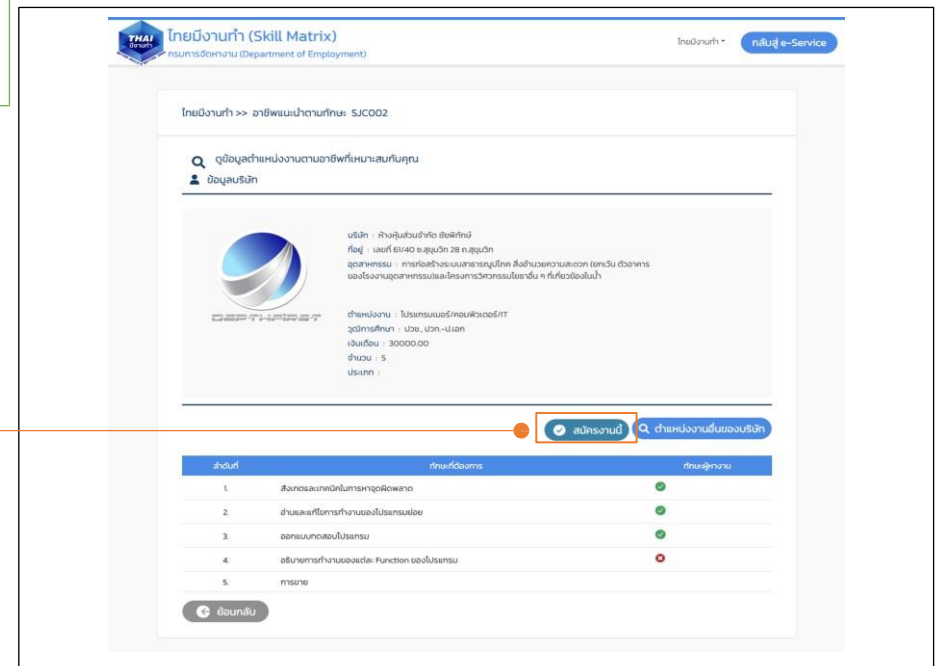 THAI
มีงานทำ
ไทยมีงานทำ (Skill Matrix)
กรมการจัดหางาน (Department of Employment)
ไทยมีงานทำ
กลับสู่ e-Service
ไทยมีงานทำ >> อาชีพแนะนำตามทักษะ SJC002
ดูข้อมูลตำแหน่งงานตามอาชีพที่เหมาะสมกับคุณ
ข้อมูลบริษัท
DEPTHFIRST
บริษัท : ห้างหุ้นส่วนจำกัด ชัยพิทักษ์
ที่อยู่ : เลขที่ 61/40 ซ.สุขุมวิท 28 ถ.สุขุมวิท
อุตสาหกรรม : การก่อสร้างระบบสาธารณูปโภค สิ่งอำนวยความสะดวก (ยกเว้น ตัวอาคาร
ของโรงงานอุตสาหกรรม)และโครงการวิศวกรรมโยธาอื่น ๆ ที่เกี่ยวข้องในน้ำ
ตำแหน่งงาน : โปรแกรมเมอร์/คอมพิวเตอร์/IT
วุฒิการศึกษา : ปวช., ปวท.-ป.เอก
เงินเดือน : 30000.00
จำนวน : 5
ประเภท :
สมัครงานนี้
ตำแหน่งงานอื่นของบริษัท
ลำดับที่ ทักษะที่ต้องการ ทักษะผู้หางาน
1. สังเกตและเทคนิคในการหาจุดผิดพลาด
2. อ่านและแก้ไขการทำงานของโปรแกรมย่อย
3. ออกแบบทดสอบโปรแกรม
4. อธิบายการทำงานของแต่ละ Function ของโปรแกรม
5. การขาย
ย้อนกลับ